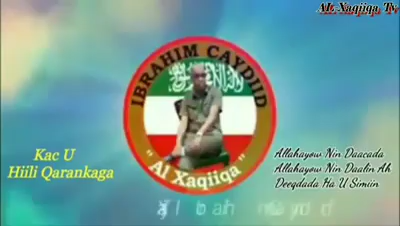 AL Xaqiiqa Tv
IBRAHIM CAYDIID
" Al Xaqiiqa "
Kac U
Hiili Qarankaga
Allahayow Nin Daacada
Allahayow Nin Daalin Ah
Deeqdada Ha U Simiin